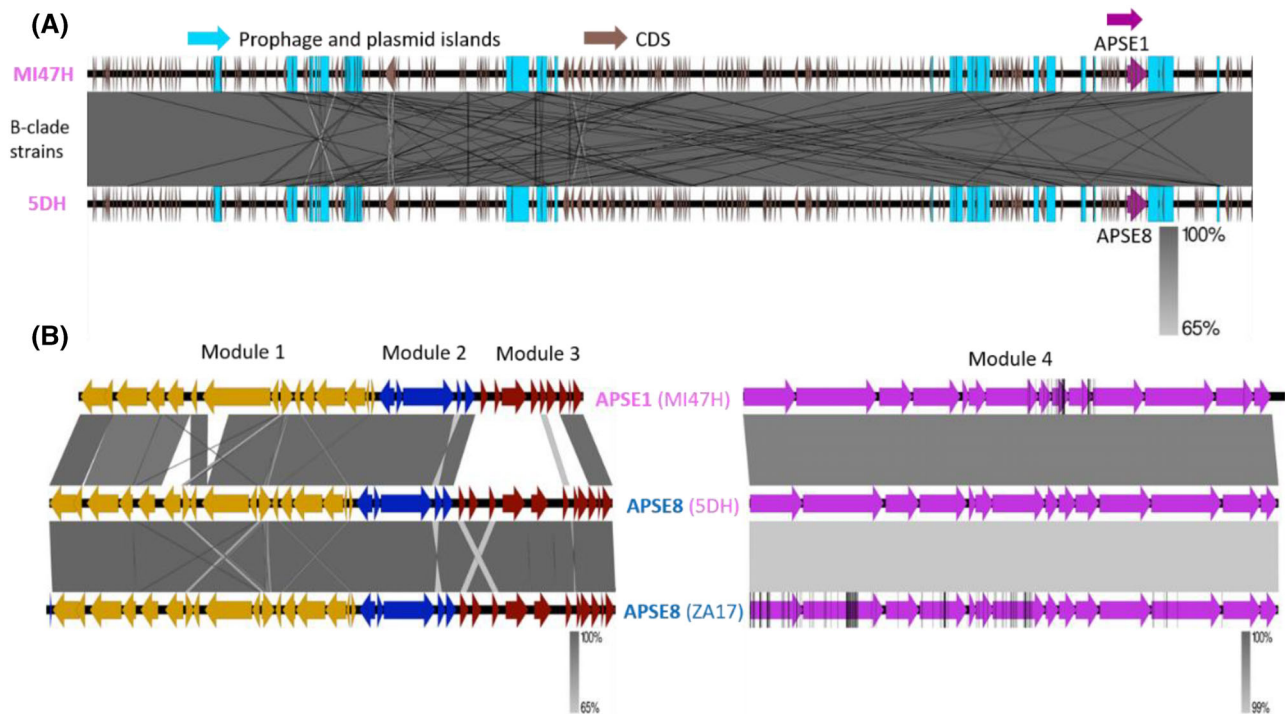 (A)
Prophage and plasmid islands
CDS
APSE1
MI47H
B-clade
strains
5DH
APSE8
100%
65%
(B)
Module 1
Module 2
Module 3
Module 4
APSE1 (MI47H)
APSE8 (5DH)
APSE8 (ZA17)
100%
65%
100%
99%